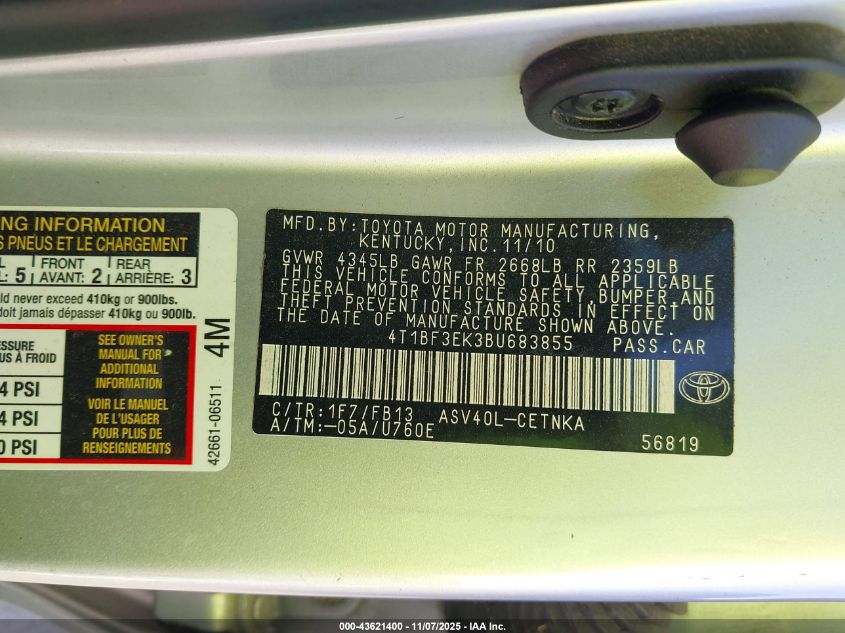 ING INFORMATION
S PNEUS ET LE CHARGEMENT
L
: 5
FRONT
AVANT: 2
REAR
ARRIÈRE: 3
ld never exceed 410kg or 900lbs.
doit jamais dépasser 410kg ou 900lb.
PRESSURE
US À FROID
4 PSI
4 PSI
0 PSI
SEE OWNER'S
MANUAL FOR
ADDITIONAL
INFORMATION
VOIR LE MANUEL
DE L'USAGER
POUR PLUS DE
RENSEIGNEMENTS
4M
42661-06511
MFD.BY:TOYOTA MOTOR MANUFACTURING,
KENTUCKY,INC.11/10
GVWR 4345LB GAWR FR 2668LB RR 2359LB
THIS VEHICLE CONFORMS TO ALL APPLICABLE
FEDERAL MOTOR VEHICLE SAFETY,BUMPER,AND
THEFT PREVENTION STANDARDS IN EFFECT ON
THE DATE OF MANUFACTURE SHOWN ABOVE.
4T1BF3EK3BU683855 PASS.CAR
C/TR:1FZ/FB13 ASV40L-CETNKA
A/TM:-05A/U760E
56819
000-43621400 — 11/07/2025 — IAA Inc.